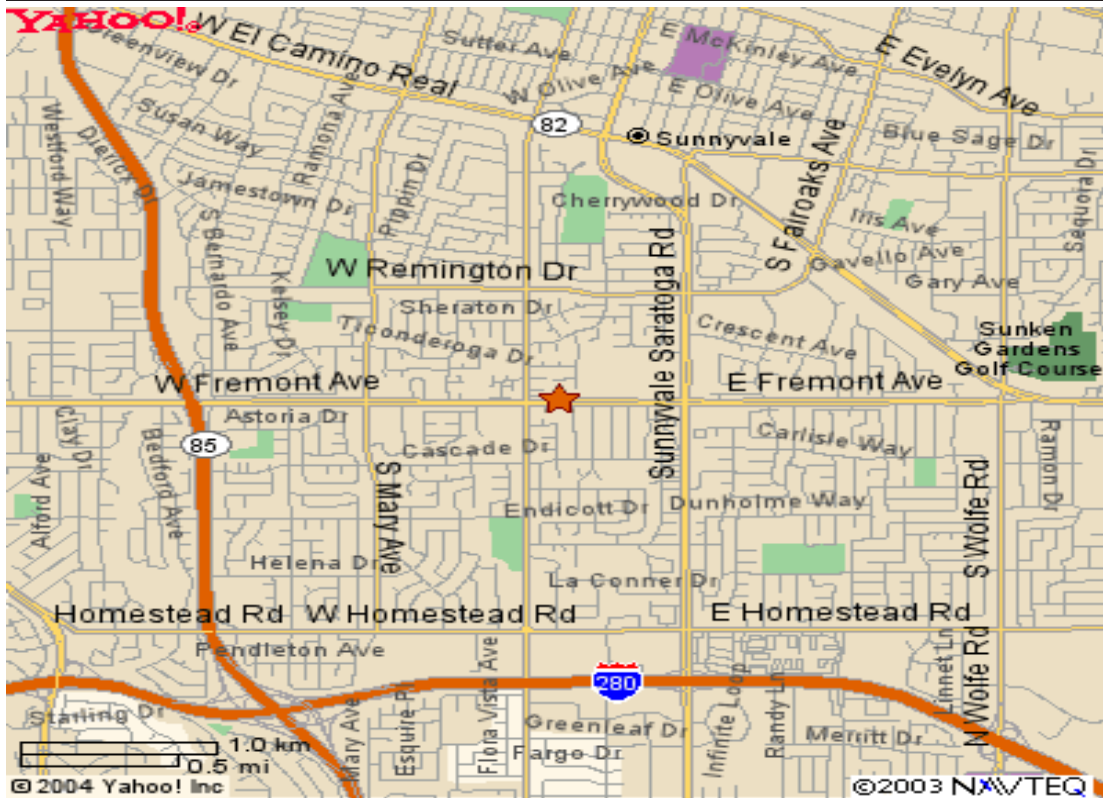 YAHOO!®
Greenview Dr
W El Camino Real
Sutter Ave
E McKinley Ave
E Evelyn Ave
W Olive Ave
E Olive Ave
Westford Way
Dierick Dr
Susan Way
Ramona Ave
82
Sunnyvale
Blue Sage Dr
Jamestown Dr
Pippin Dr
Cherrywood Dr
S Fairoaks Ave
Iris Ave
Sequoia Dr
S Bernardo Ave
W Remington Dr
Gavello Ave
Gary Ave
Kelsey Dr
Sheraton Dr
Ticonderoga Dr
Sunnyvale Saratoga Rd
Crescent Ave
Sunken
Gardens
Golf Course
W Fremont Ave
E Fremont Ave
Clay Dr
Astoria Dr
85
Bedford Ave
Cascade Dr
Carlisle Way
Ramon Dr
Alford Ave
S Mary Ave
Endicott Dr
Dunholme Way
S Wolfe Rd
Helena Dr
La Conner Dr
Homestead Rd
W Homestead Rd
E Homestead Rd
Pendleton Ave
Flora Vista Ave
280
Infinite Loop
Randy Ln
Linnet Ln
N Wolfe Rd
Starling Dr
Mary Ave
Esquire Pl
Greenleaf Dr
Merritt Dr
Fargo Dr
1.0 km
0.5 mi
© 2004 Yahoo! Inc
©2003 NAVTEQ